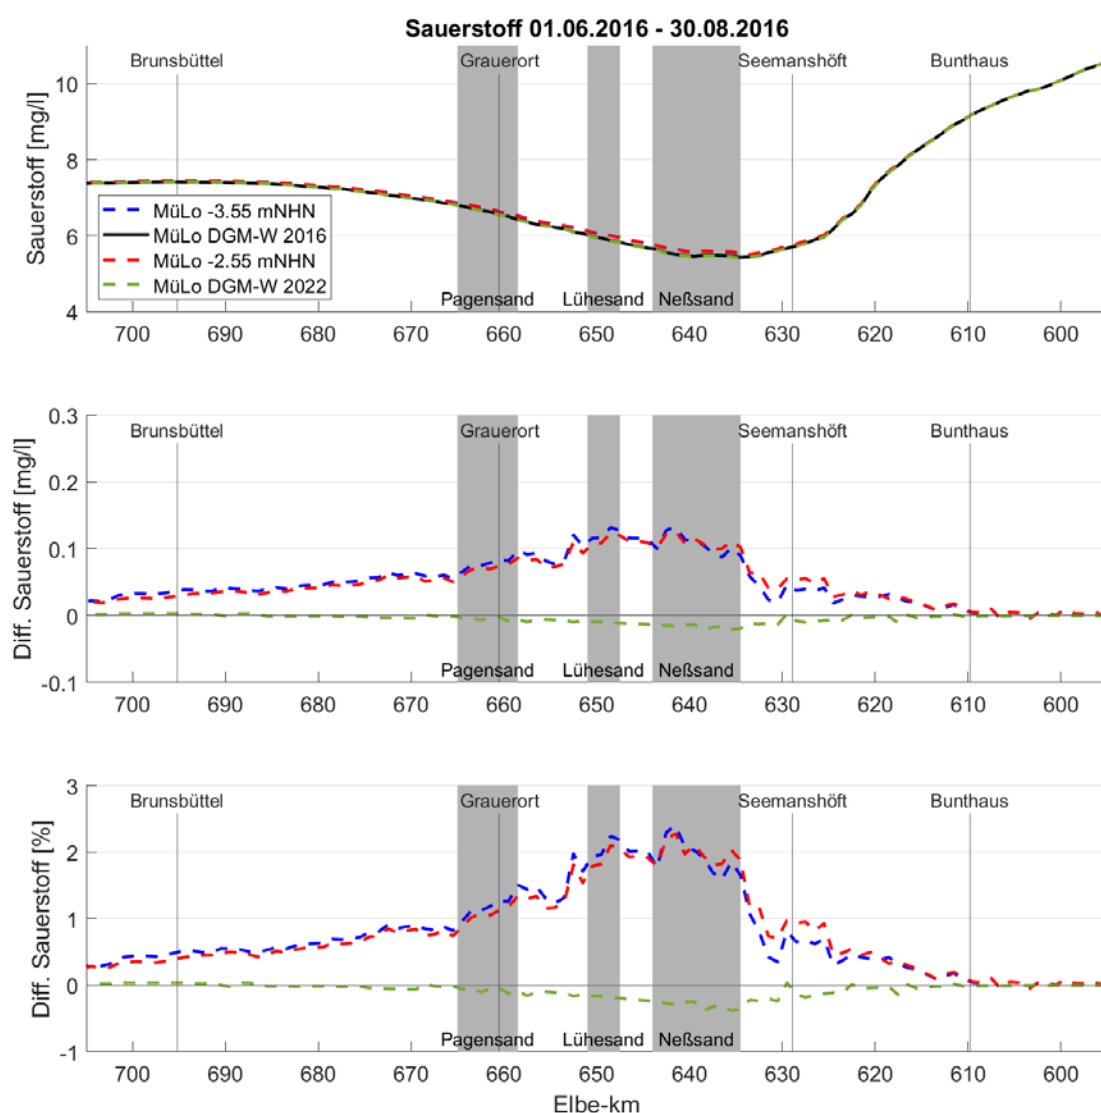 Sauerstoff 01.06.2016 - 30.08.2016
Brunsbüttel Grauerort Seemanshöft Bunthaus
Sauerstoff [mg/l]
10
8
6
4
MüLo -3.55 mNHN
MüLo DGM-W 2016
MüLo -2.55 mNHN
MüLo DGM-W 2022
Pagensand Lühesand Neßsand
700 690 680 670 660 650 640 630 620 610 600
Brunsbüttel Grauerort Seemanshöft Bunthaus
Diff. Sauerstoff [mg/l]
0.3
0.2
0.1
0
-0.1
Pagensand Lühesand Neßsand
700 690 680 670 660 650 640 630 620 610 600
Brunsbüttel Grauerort Seemanshöft Bunthaus
Diff. Sauerstoff [%]
3
2
1
0
-1
Pagensand Lühesand Neßsand
700 690 680 670 660 650 640 630 620 610 600
Elbe-km